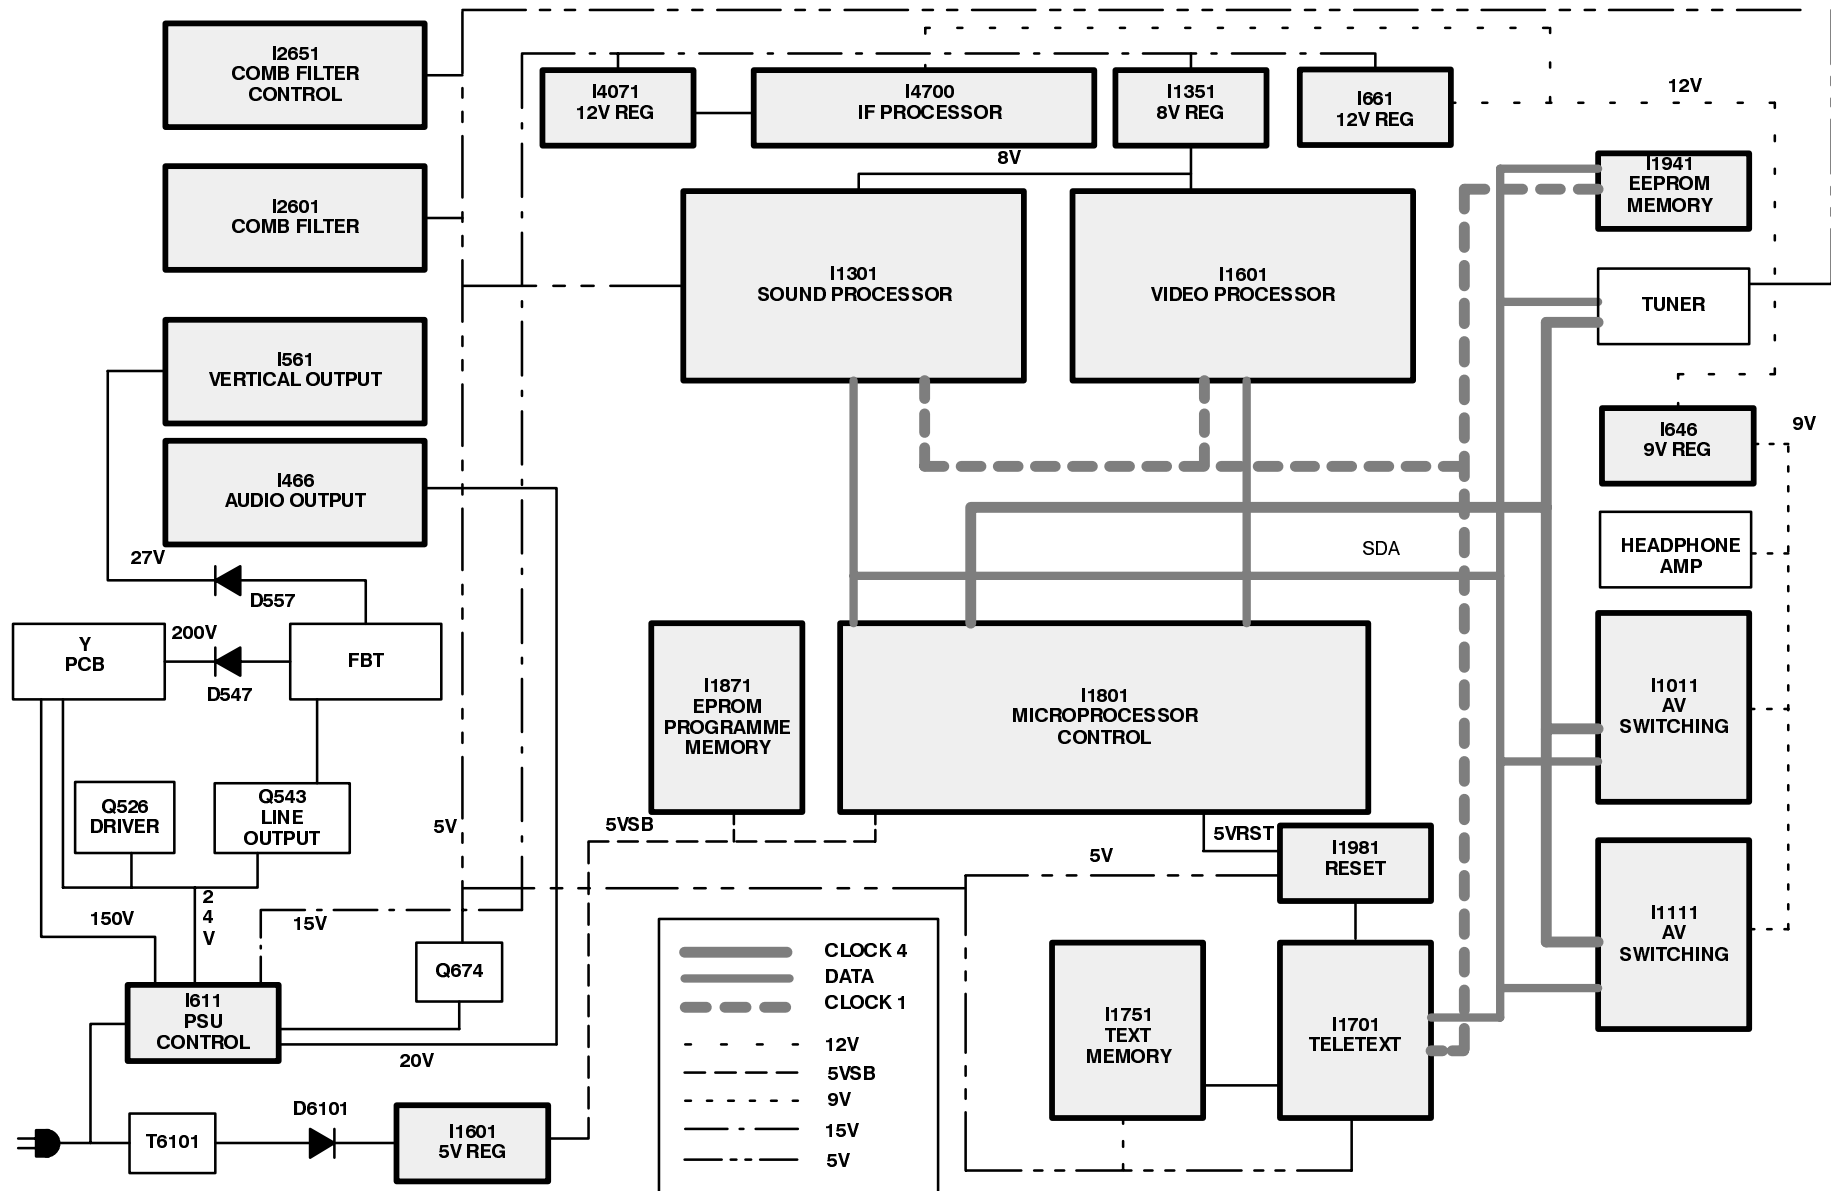 I2651
COMB FILTER
CONTROL
I4071
12V REG
I4700
IF PROCESSOR
I1351
8V REG
I661
12V REG
12V
8V
I1941
EEPROM
MEMORY
I2601
COMB FILTER
I1301
SOUND PROCESSOR
I1601
VIDEO PROCESSOR
TUNER
I561
VERTICAL OUTPUT
I646
9V REG
9V
I466
AUDIO OUTPUT
27V
D557
SDA
HEADPHONE
AMP
Y
PCB
200V
D547
FBT
I1871
EPROM
PROGRAMME
MEMORY
I1801
MICROPROCESSOR
CONTROL
I1011
AV
SWITCHING
Q526
DRIVER
Q543
LINE
OUTPUT
5V
5VSB
5VRST
5V
I1981
RESET
150V
2
4
V
15V
Q674
I1111
AV
SWITCHING
I611
PSU
CONTROL
20V
CLOCK 4
DATA
CLOCK 1
12V
5VSB
9V
15V
5V
I1751
TEXT
MEMORY
I1701
TELETEXT
T6101
D6101
I1601
5V REG